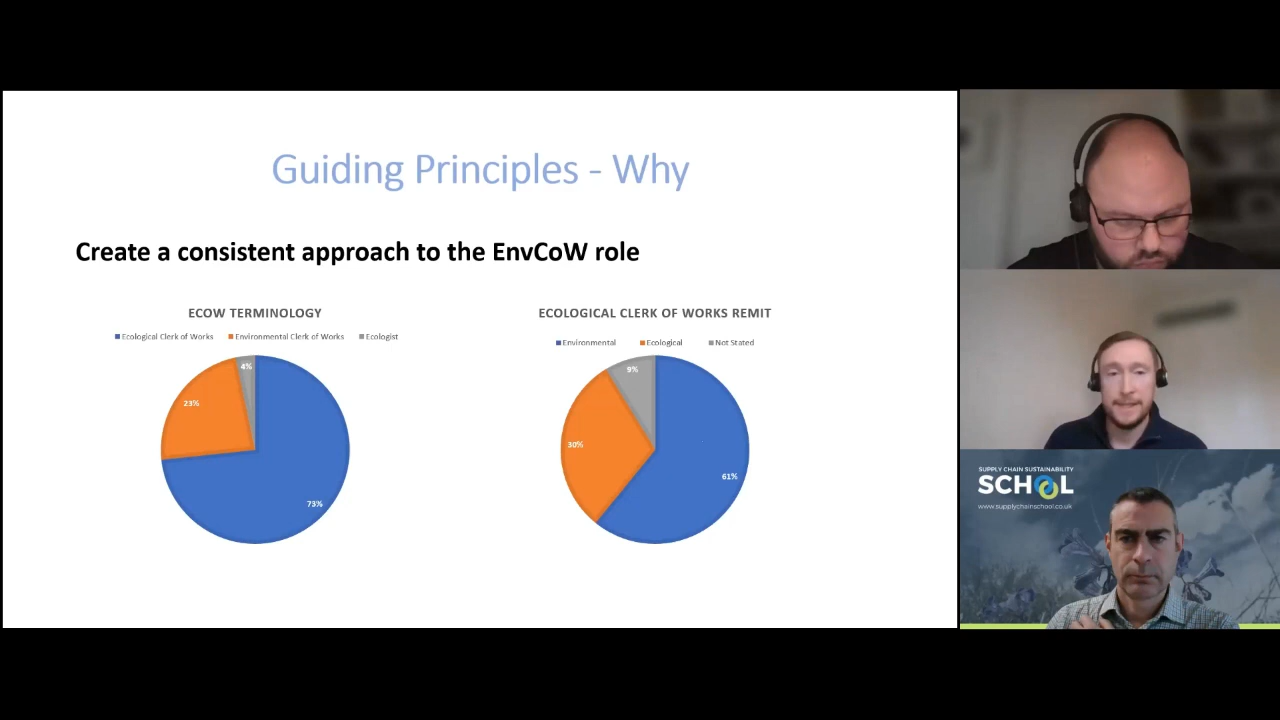 Guiding Principles - Why
Create a consistent approach to the EnvCoW role
ECOW TERMINOLOGY
Ecological Clerk of Works Environmental Clerk of Works Ecologist
4%
23%
73%
ECOLOGICAL CLERK OF WORKS REMIT
Environmental Ecological Not Stated
9%
30%
61%
SUPPLY CHAIN SUSTAINABILITY
SCHOOL
www.supplychainschool.co.uk